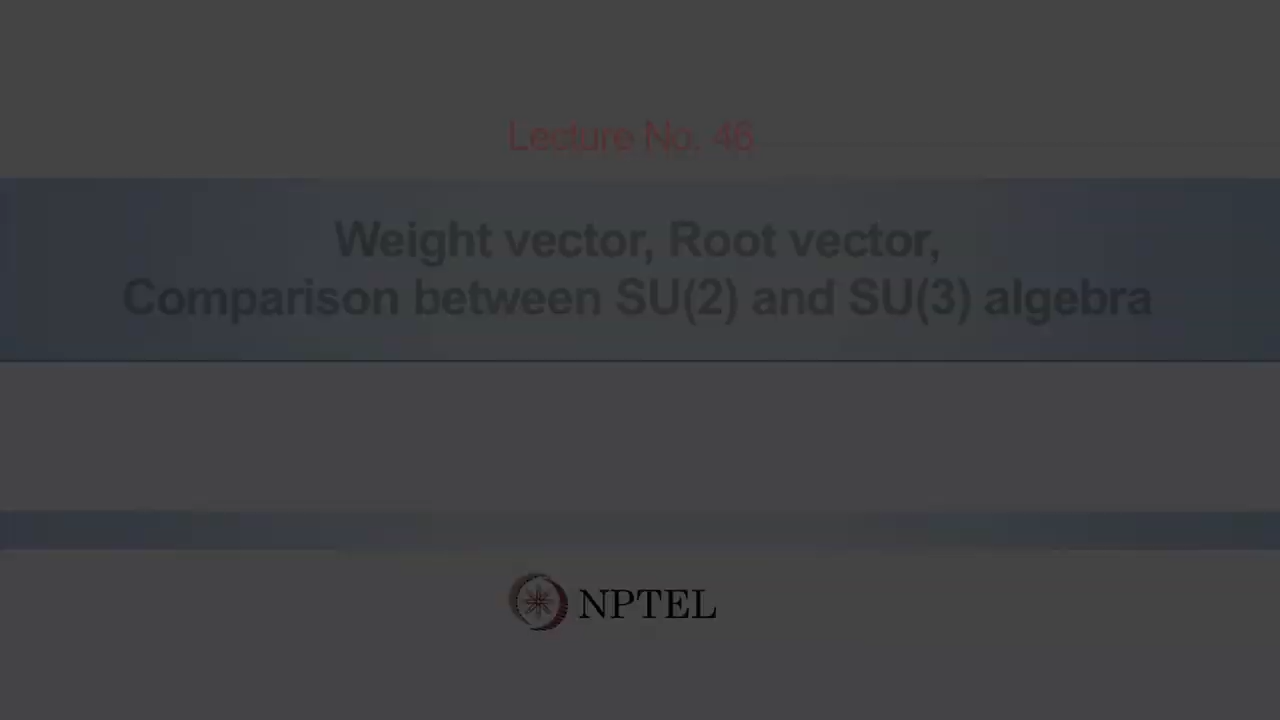 Lecture No. 46
Weight vector, Root vector,
Comparison between SU(2) and SU(3) algebra
NPTEL